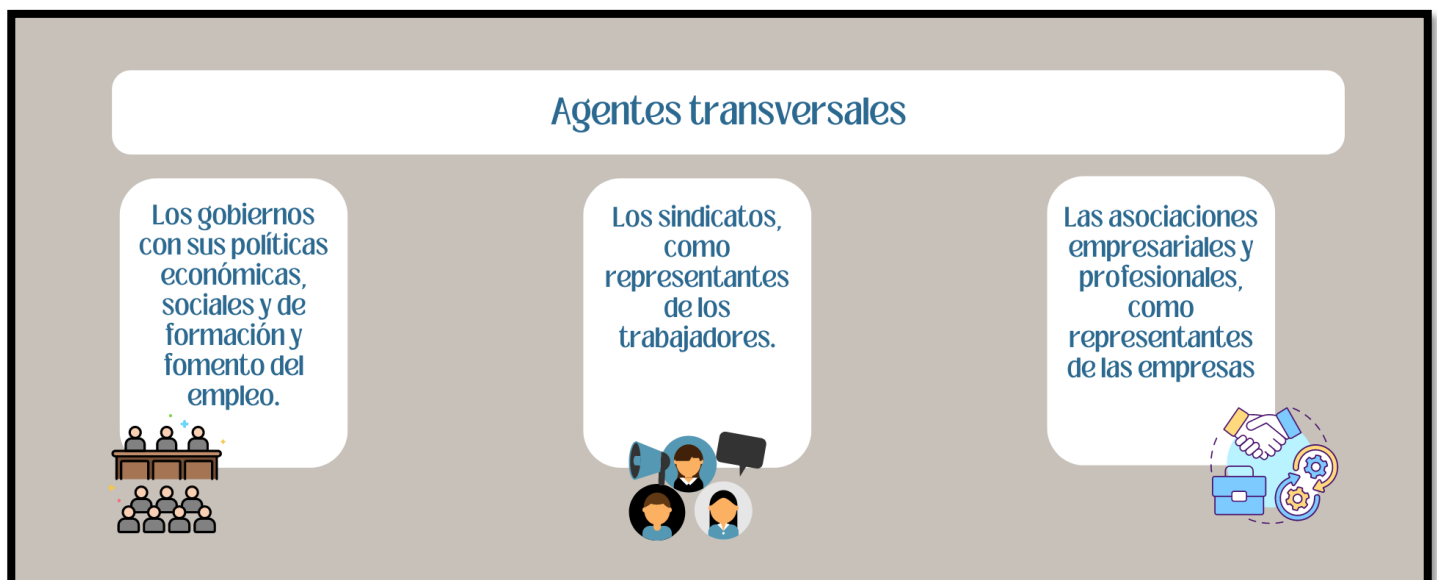 Agentes transversales
Los gobiernos
con sus políticas
económicas,
sociales y de
formación y
fomento del
empleo.
Los sindicatos,
como
representantes
de los
trabajadores.
Las asociaciones
empresariales y
profesionales,
como
representantes
de las empresas